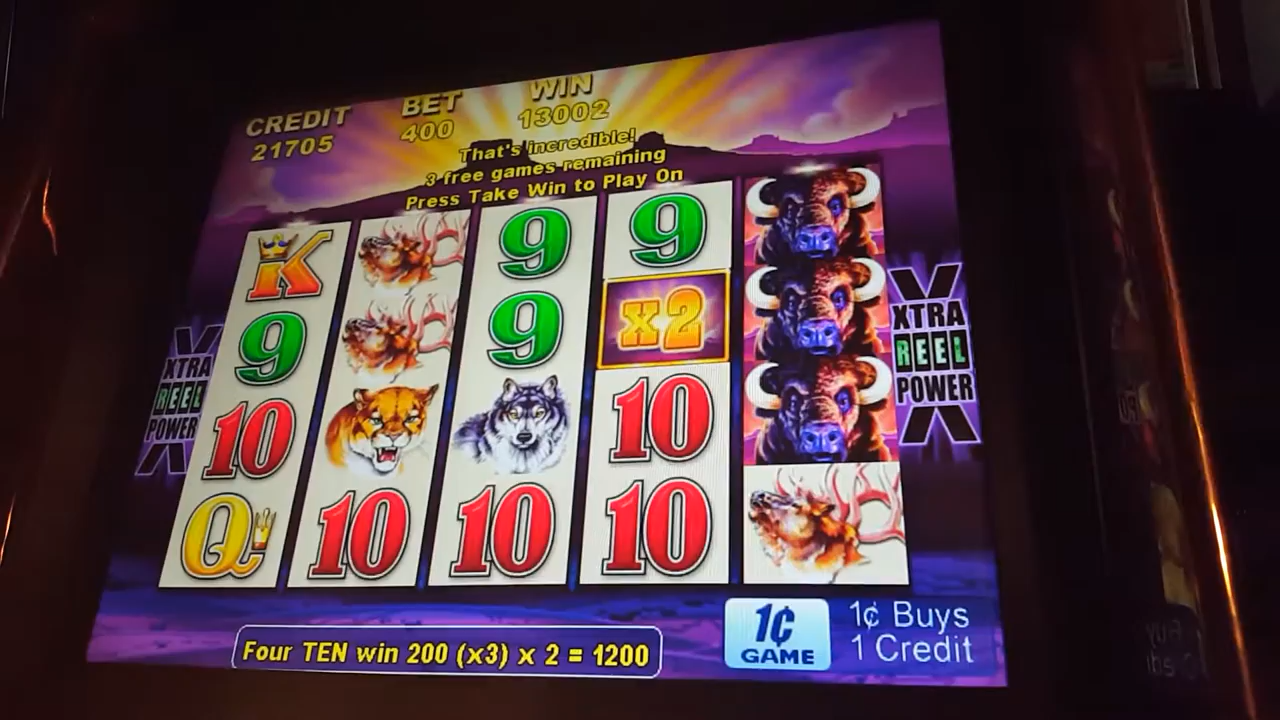 CREDIT BET WIN
21705 400 13002
That's incredible!
3 free games remaining
Press Take Win to Play On
K 9 9
9 9 x2
10 10
Q 10 10 10
XTRA
REEL
POWER
XTRA
REEL
POWER
Four TEN win 200 (x3) x 2 = 1200
1¢
GAME
1¢ Buys
1 Credit